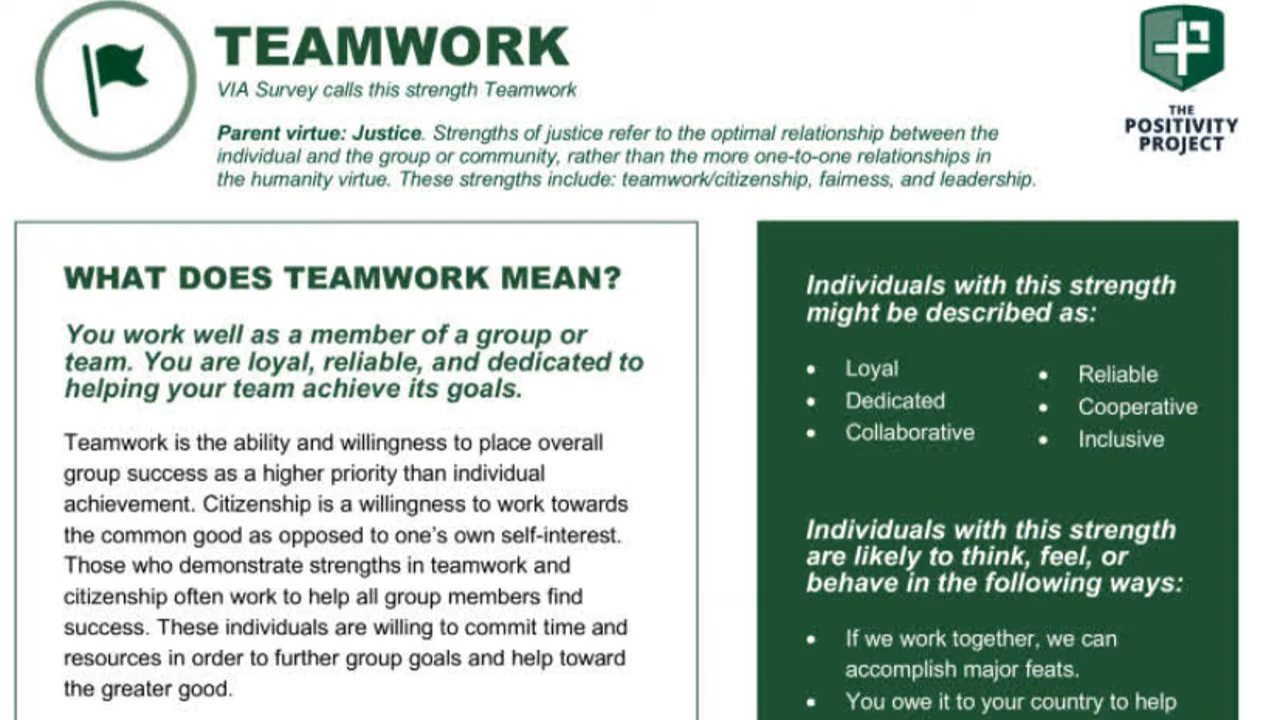 TEAMWORK
VIA Survey calls this strength Teamwork
Parent virtue: Justice. Strengths of justice refer to the optimal relationship between the
individual and the group or community, rather than the more one-to-one relationships in
the humanity virtue. These strengths include: teamwork/citizenship, fairness, and leadership.
THE
POSITIVITY
PROJECT
WHAT DOES TEAMWORK MEAN?
You work well as a member of a group or
team. You are loyal, reliable, and dedicated to
helping your team achieve its goals.
Teamwork is the ability and willingness to place overall
group success as a higher priority than individual
achievement. Citizenship is a willingness to work towards
the common good as opposed to one's own self-interest.
Those who demonstrate strengths in teamwork and
citizenship often work to help all group members find
success. These individuals are willing to commit time and
resources in order to further group goals and help toward
the greater good.
Individuals with this strength
might be described as:
• Loyal
• Dedicated
• Collaborative
• Reliable
• Cooperative
• Inclusive
Individuals with this strength
are likely to think, feel, or
behave in the following ways:
• If we work together, we can
accomplish major feats.
• You owe it to your country to help